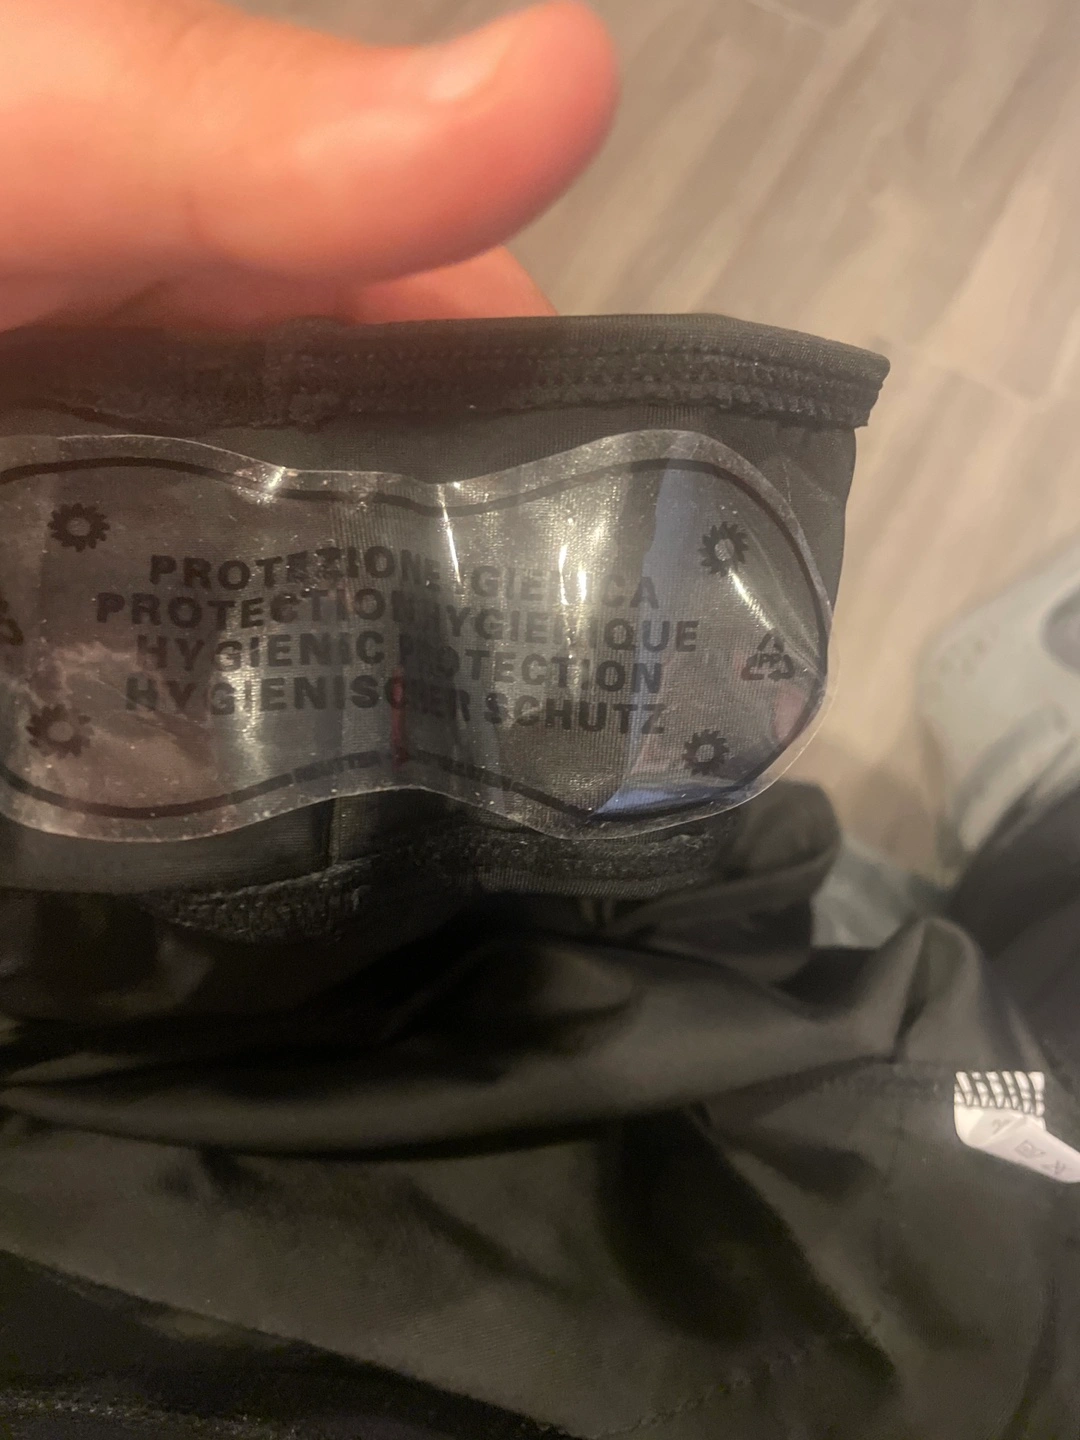 PROTEZIONE IGIENICA
PROTECTION HYGIENIQUE
HYGIENIC PROTECTION
HYGIENISCHER SCHUTZ
PP